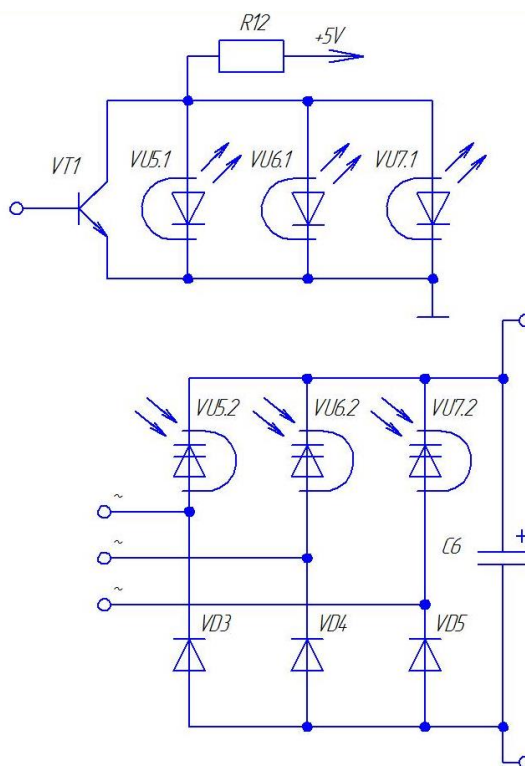 R12
+5V
VT1
VU5.1
VU6.1
VU7.1
VU5.2
VU6.2
VU7.2
~
~
~
C6
+
VD3
VD4
VD5